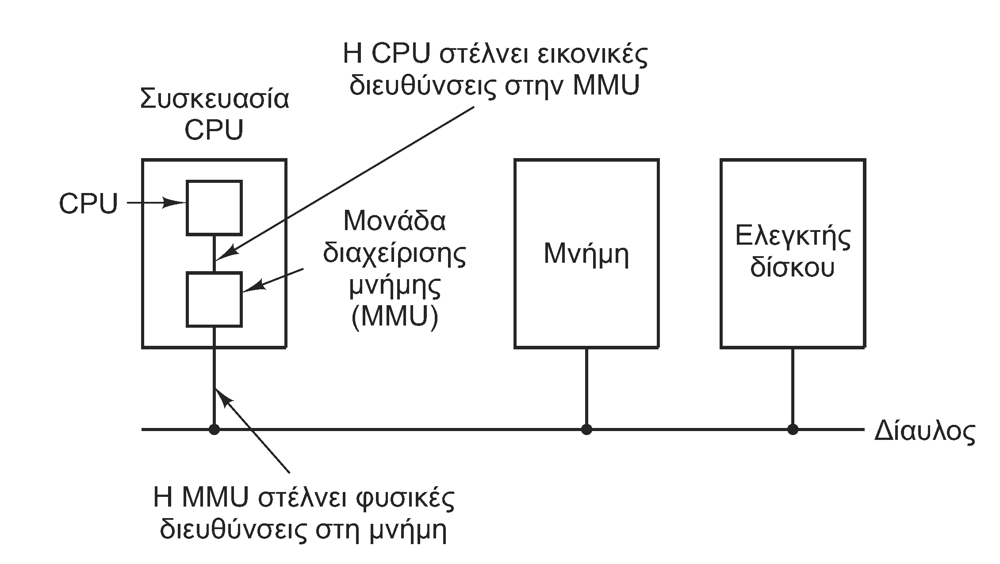 Η CPU στέλνει εικονικές
διευθύνσεις στην MMU
Συσκευασία
CPU
CPU
Μονάδα
διαχείρισης
μνήμης
(MMU)
Μνήμη
Ελεγκτής
δίσκου
Δίαυλος
Η MMU στέλνει φυσικές
διευθύνσεις στη μνήμη